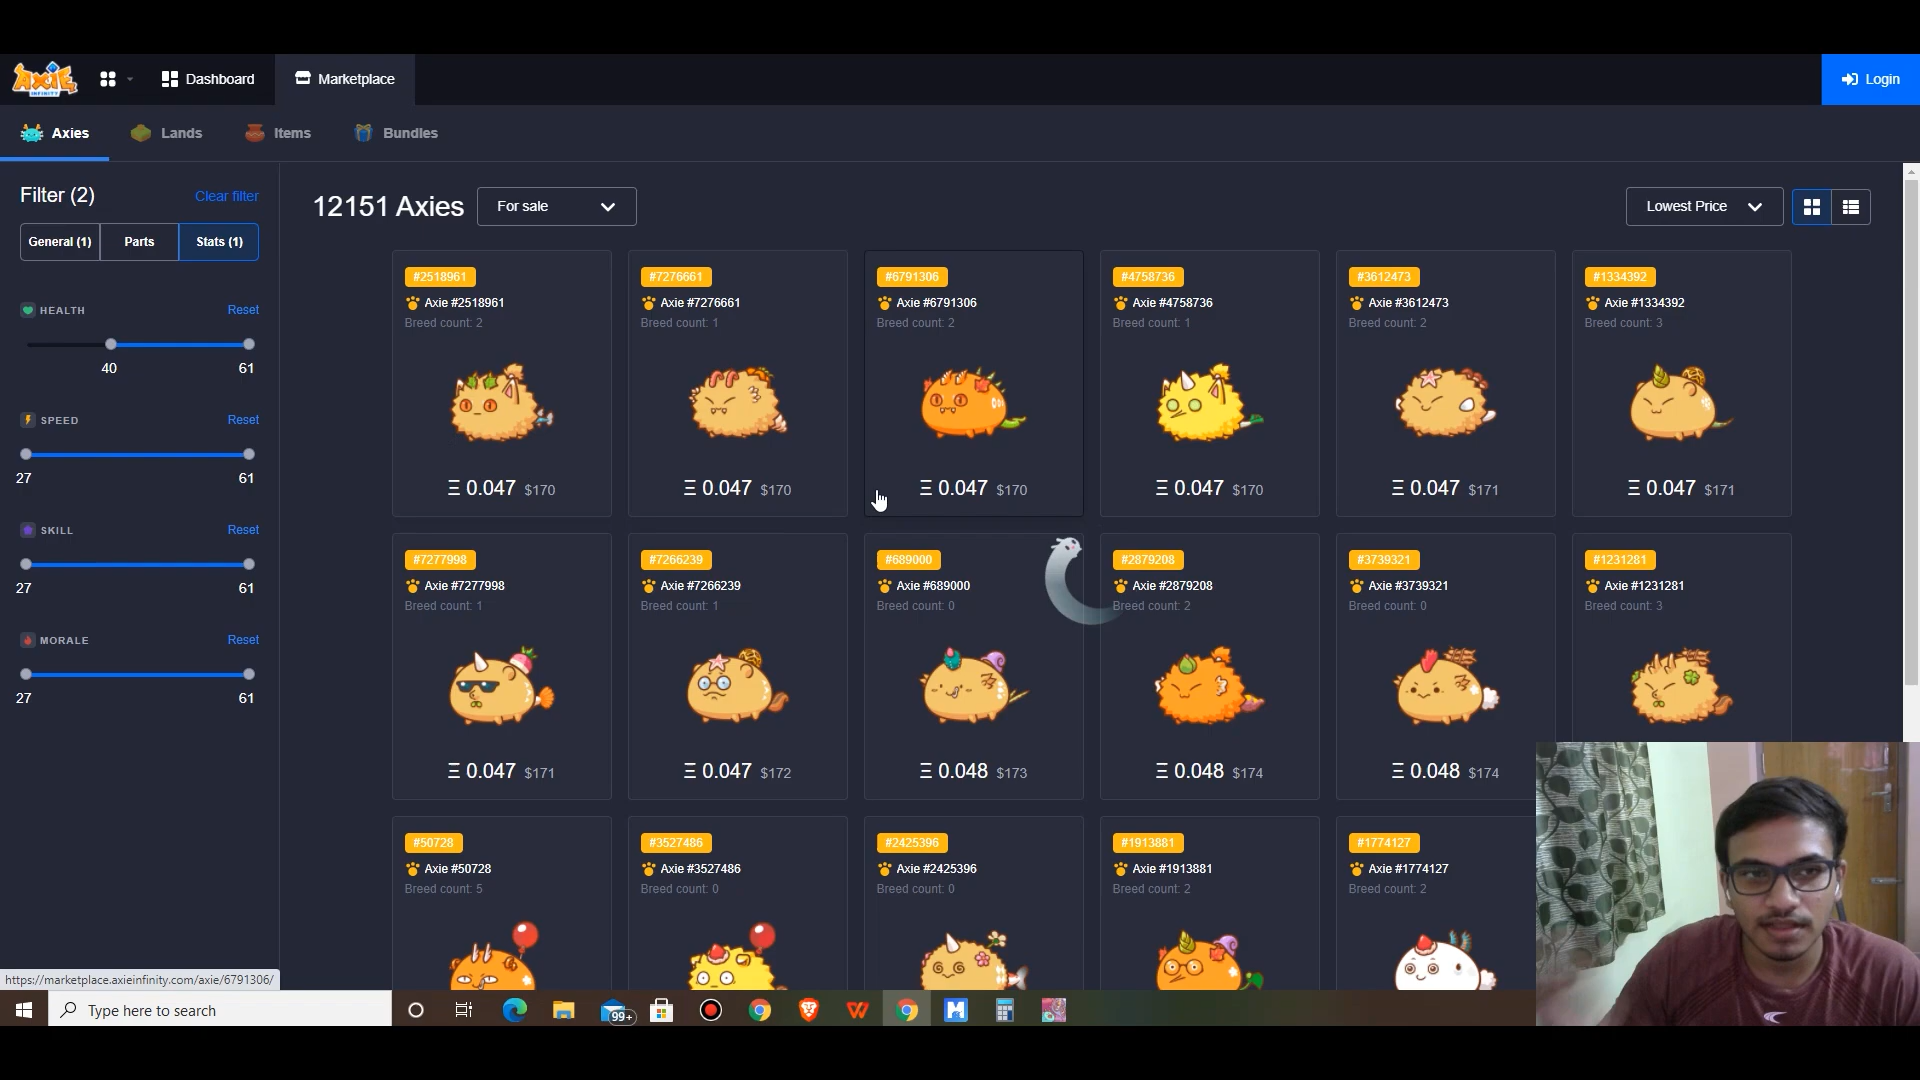 AXIE
INFINITY
Dashboard
Marketplace
Login
Axies
Lands
Items
Bundles
Filter (2)
Clear filter
General (1)
Parts
Stats (1)
HEALTH
Reset
40
61
SPEED
Reset
27
61
SKILL
Reset
27
61
MORALE
Reset
27
61
12151 Axies
For sale
Lowest Price
#2518961
Axie #2518961
Breed count: 2
Ξ 0.047 $170
#7276661
Axie #7276661
Breed count: 1
Ξ 0.047 $170
#6791306
Axie #6791306
Breed count: 2
Ξ 0.047 $170
#4758736
Axie #4758736
Breed count: 1
Ξ 0.047 $170
#3612473
Axie #3612473
Breed count: 2
Ξ 0.047 $171
#1334392
Axie #1334392
Breed count: 3
Ξ 0.047 $171
#7277998
Axie #7277998
Breed count: 1
Ξ 0.047 $171
#7266239
Axie #7266239
Breed count: 1
Ξ 0.047 $172
#689000
Axie #689000
Breed count: 0
Ξ 0.048 $173
#2879208
Axie #2879208
Breed count: 2
Ξ 0.048 $174
#3739321
Axie #3739321
Breed count: 0
Ξ 0.048 $174
#1231281
Axie #1231281
Breed count: 3
#50728
Axie #50728
Breed count: 5
#3527486
Axie #3527486
Breed count: 0
#2425396
Axie #2425396
Breed count: 0
#1913881
Axie #1913881
Breed count: 2
#1774127
Axie #1774127
Breed count: 2
https://marketplace.axieinfinity.com/axie/6791306/
Type here to search
99+